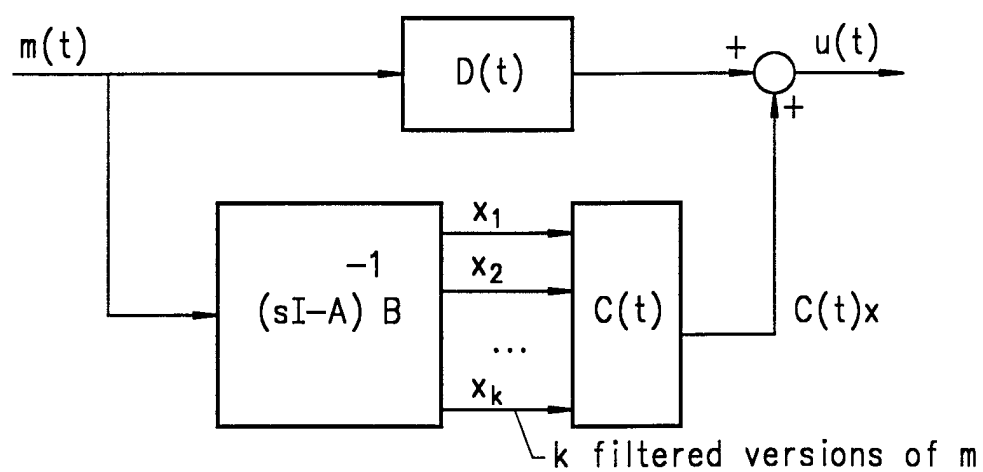 m(t)
D(t)
+
u(t)
+
x₁
(sI-A)⁻¹ B
x₂
C(t)
C(t)x
...
xₖ
k filtered versions of m